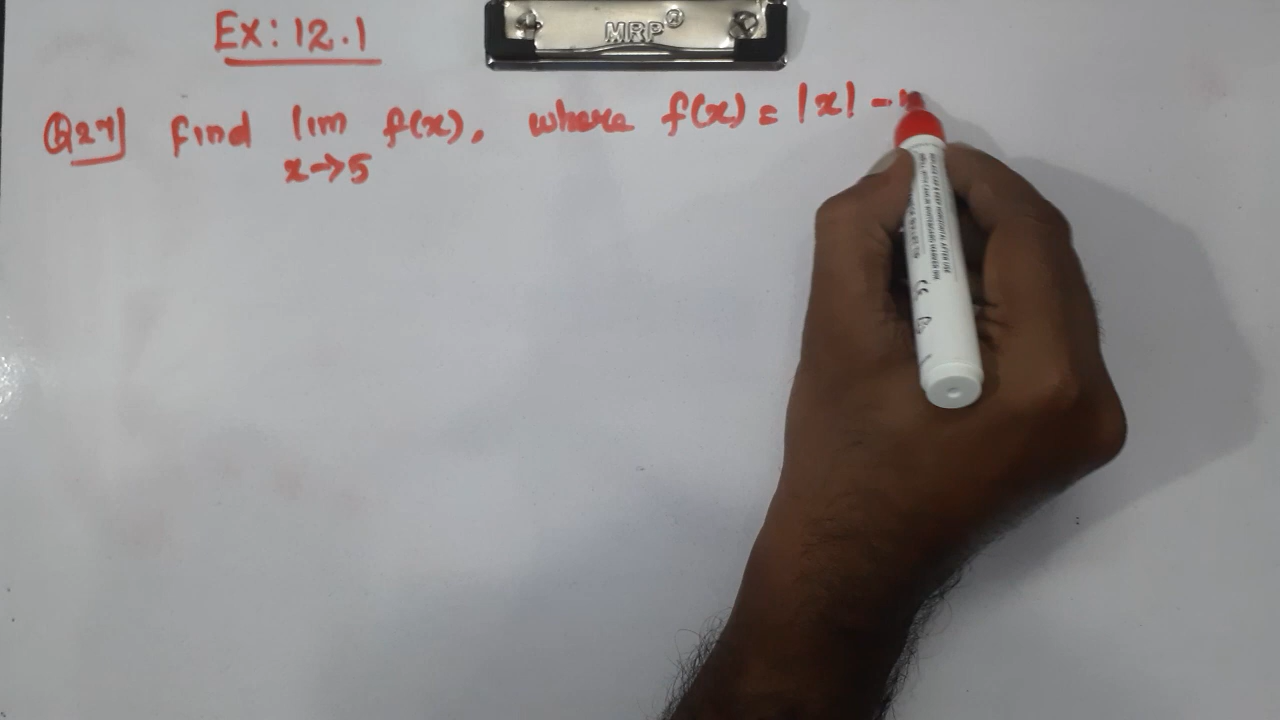 Ex: 12.1
MRP®
Q27] Find lim f(x), where f(x) = |x| -
x→5